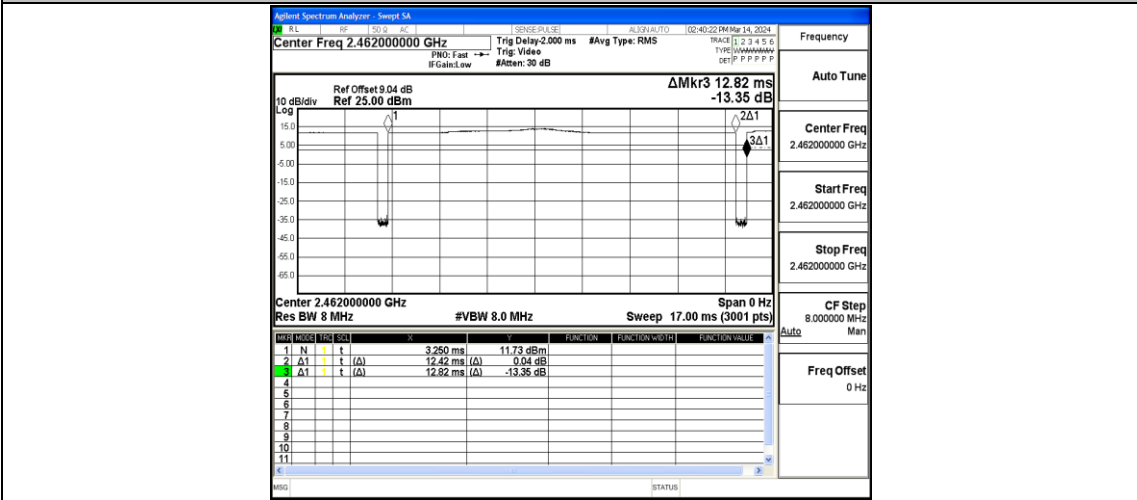 Agilent Spectrum Analyzer - Swept SA
RL RF 50 Ω AC SENSE:PULSE ALIGN AUTO 02:40:22 PM Mar 14, 2024
Center Freq 2.462000000 GHz
PNO: Fast
IFGain:Low
Trig Delay-2.000 ms
Trig: Video
#Atten: 30 dB
#Avg Type: RMS
TRACE 1 2 3 4 5 6
TYPE WWWWWW
DET P P P P P P
Frequency
Auto Tune
Center Freq
2.462000000 GHz
Start Freq
2.462000000 GHz
Stop Freq
2.462000000 GHz
CF Step
8.000000 MHz
Auto Man
Freq Offset
0 Hz
ΔMkr3 12.82 ms
-13.35 dB
Ref Offset 9.04 dB
10 dB/div Ref 25.00 dBm
Log
1
2Δ1
3Δ1
15.0
5.00
-5.00
-15.0
-25.0
-35.0
-45.0
-55.0
-65.0
Center 2.462000000 GHz Span 0 Hz
Res BW 8 MHz #VBW 8.0 MHz Sweep 17.00 ms (3001 pts)
MKR MODE TRC SCL X Y FUNCTION FUNCTION WIDTH FUNCTION VALUE
1 N 1 t 3.250 ms 11.73 dBm
2 Δ1 1 t (Δ) 12.42 ms (Δ) 0.04 dB
3 Δ1 1 t (Δ) 12.82 ms (Δ) -13.35 dB
4
5
6
7
8
9
10
11
MSG STATUS